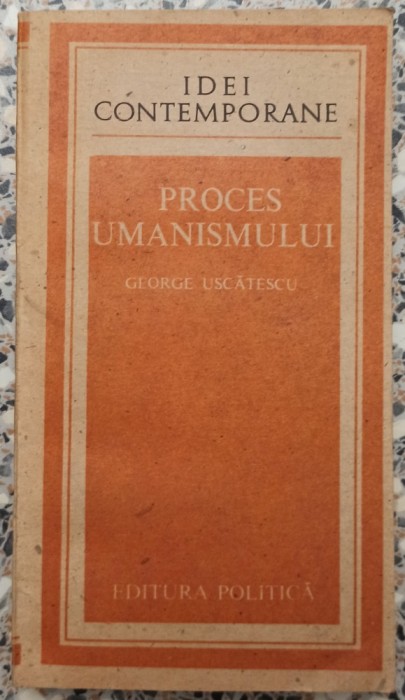 IDEI
CONTEMPORANE
PROCES
UMANISMULUI
GEORGE USCĂTESCU
EDITURA POLITICĂ